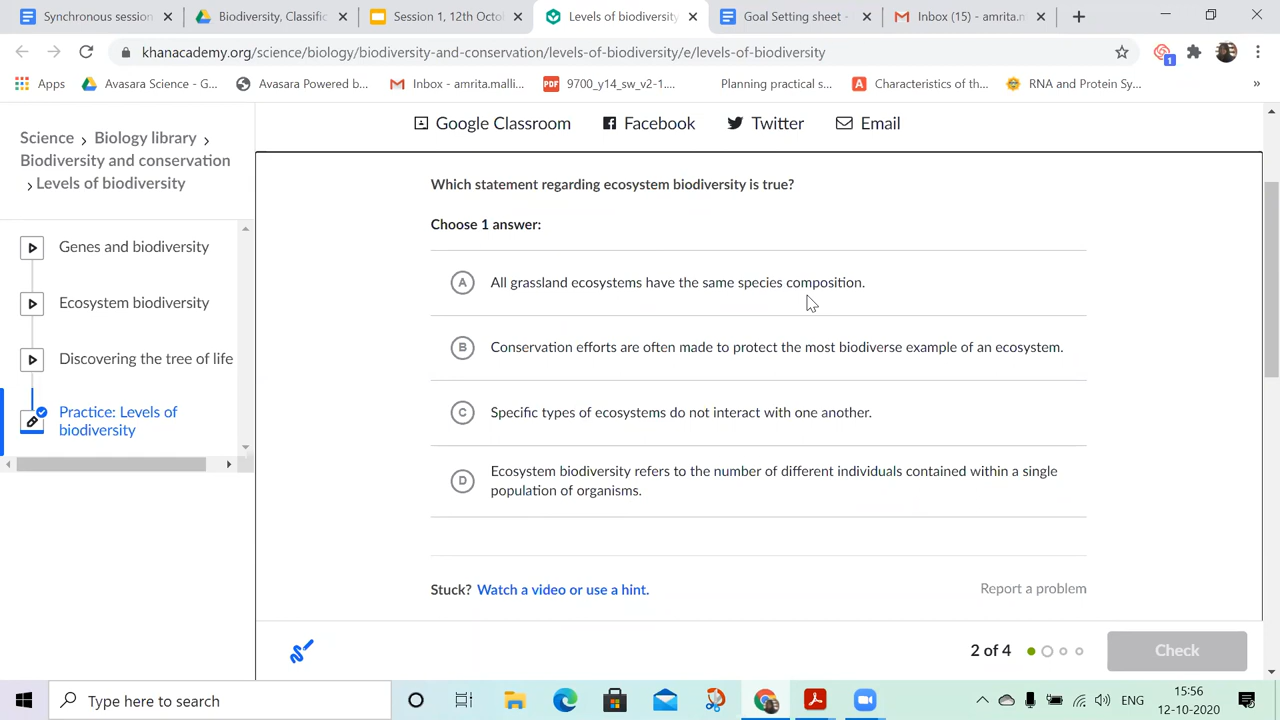 Synchronous session
Biodiversity, Classific
Session 1, 12th Octo
Levels of biodiversity
Goal Setting sheet -
Inbox (15) - amrita.m
khanacademy.org/science/biology/biodiversity-and-conservation/levels-of-biodiversity/e/levels-of-biodiversity
1
Apps
Avasara Science - G...
Avasara Powered b...
Inbox - amrita.malli...
PDF
9700_y14_sw_v2-1....
Planning practical s...
A
Characteristics of th...
RNA and Protein Sy...
»
Science
Biology library
Biodiversity and conservation
Levels of biodiversity
Genes and biodiversity
Ecosystem biodiversity
Discovering the tree of life
Practice: Levels of
biodiversity
Google Classroom
Facebook
Twitter
Email
Which statement regarding ecosystem biodiversity is true?
Choose 1 answer:
A All grassland ecosystems have the same species composition.
B Conservation efforts are often made to protect the most biodiverse example of an ecosystem.
C Specific types of ecosystems do not interact with one another.
D Ecosystem biodiversity refers to the number of different individuals contained within a single
population of organisms.
Stuck? Watch a video or use a hint.
Report a problem
2 of 4
Check
Type here to search
ENG
15:56
12-10-2020